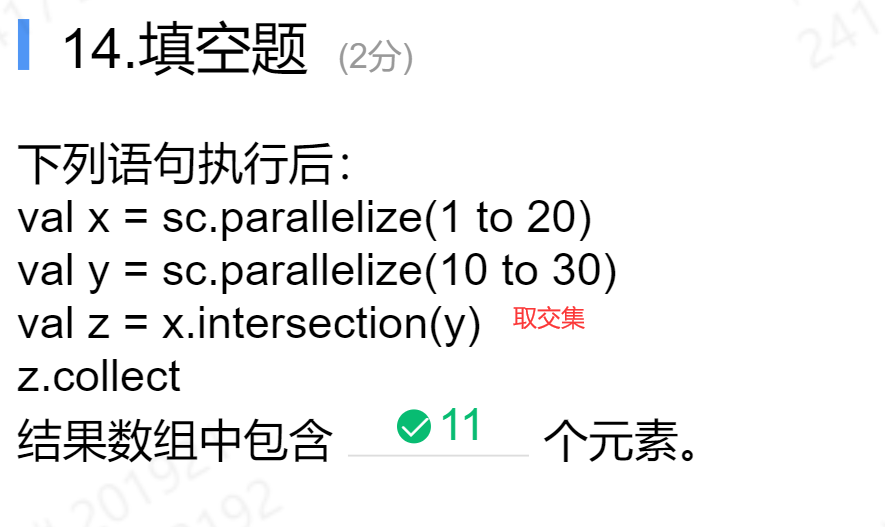 14.填空题 (2分)
下列语句执行后：
val x = sc.parallelize(1 to 20)
val y = sc.parallelize(10 to 30)
val z = x.intersection(y) 取交集
z.collect
结果数组中包含 11 个元素。